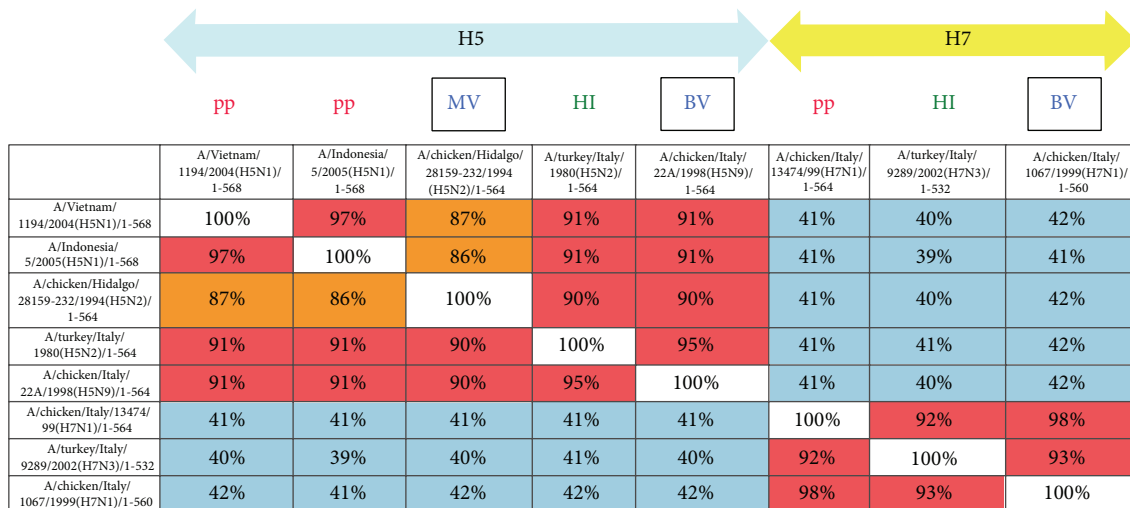 H5 H7
pp pp MV HI BV pp HI BV
A/Vietnam/ A/Indonesia/ A/chicken/Hidalgo/ A/turkey/Italy/ A/chicken/Italy/ A/chicken/Italy/ A/turkey/Italy/ A/chicken/Italy/
1194/2004(H5N1)/ 5/2005(H5N1)/ 28159-232/1994 1980(H5N2)/ 22A/1998(H5N9)/ 13474/99(H7N1)/ 9289/2002(H7N3)/ 1067/1999(H7N1)/
1-568 1-568 (H5N2)/1-564 1-564 1-564 1-564 1-532 1-560
A/Vietnam/
1194/2004(H5N1)/1-568 100% 97% 87% 91% 91% 41% 40% 42%
A/Indonesia/
5/2005(H5N1)/1-568 97% 100% 86% 91% 91% 41% 39% 41%
A/chicken/Hidalgo/
28159-232/1994(H5N2)/ 87% 86% 100% 90% 90% 41% 40% 42%
1-564
A/turkey/Italy/
1980(H5N2)/1-564 91% 91% 90% 100% 95% 41% 41% 42%
A/chicken/Italy/
22A/1998(H5N9)/1-564 91% 91% 90% 95% 100% 41% 40% 42%
A/chicken/Italy/13474/
99(H7N1)/1-564 41% 41% 41% 41% 41% 100% 92% 98%
A/turkey/Italy/
9289/2002(H7N3)/1-532 40% 39% 40% 41% 40% 92% 100% 93%
A/chicken/Italy/
1067/1999(H7N1)/1-560 42% 41% 42% 42% 42% 98% 93% 100%